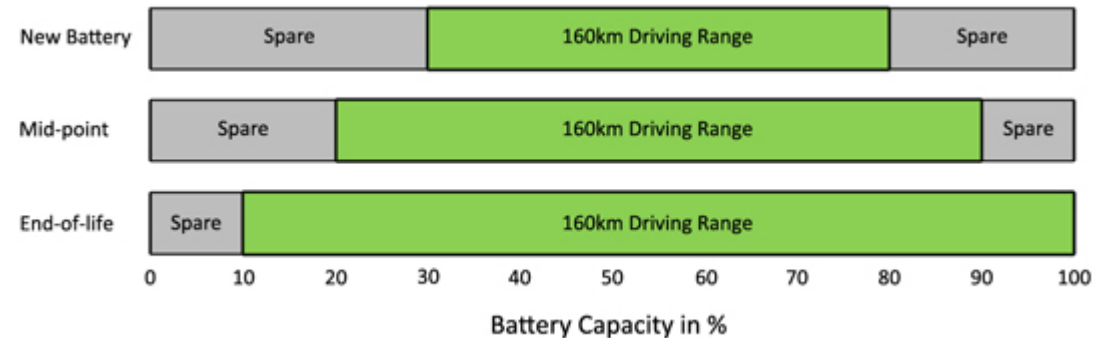 New Battery Spare 160km Driving Range Spare
Mid-point Spare 160km Driving Range Spare
End-of-life Spare 160km Driving Range
0 10 20 30 40 50 60 70 80 90 100
Battery Capacity in %